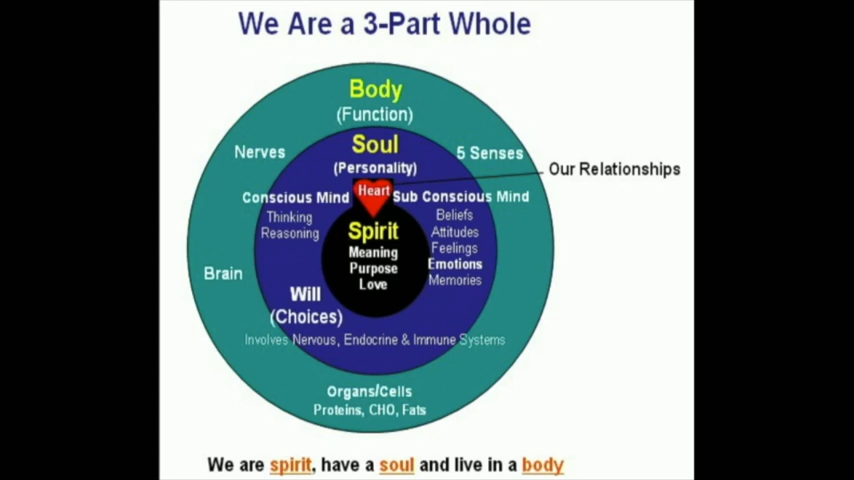 We Are a 3-Part Whole
Body
(Function)
Soul
(Personality)
Nerves
5 Senses
Our Relationships
Heart
Conscious Mind
Thinking
Reasoning
Sub Conscious Mind
Beliefs
Attitudes
Feelings
Emotions
Memories
Spirit
Meaning
Purpose
Love
Brain
Will
(Choices)
Involves Nervous, Endocrine & Immune Systems
Organs/Cells
Proteins, CHO, Fats
We are spirit, have a soul and live in a body